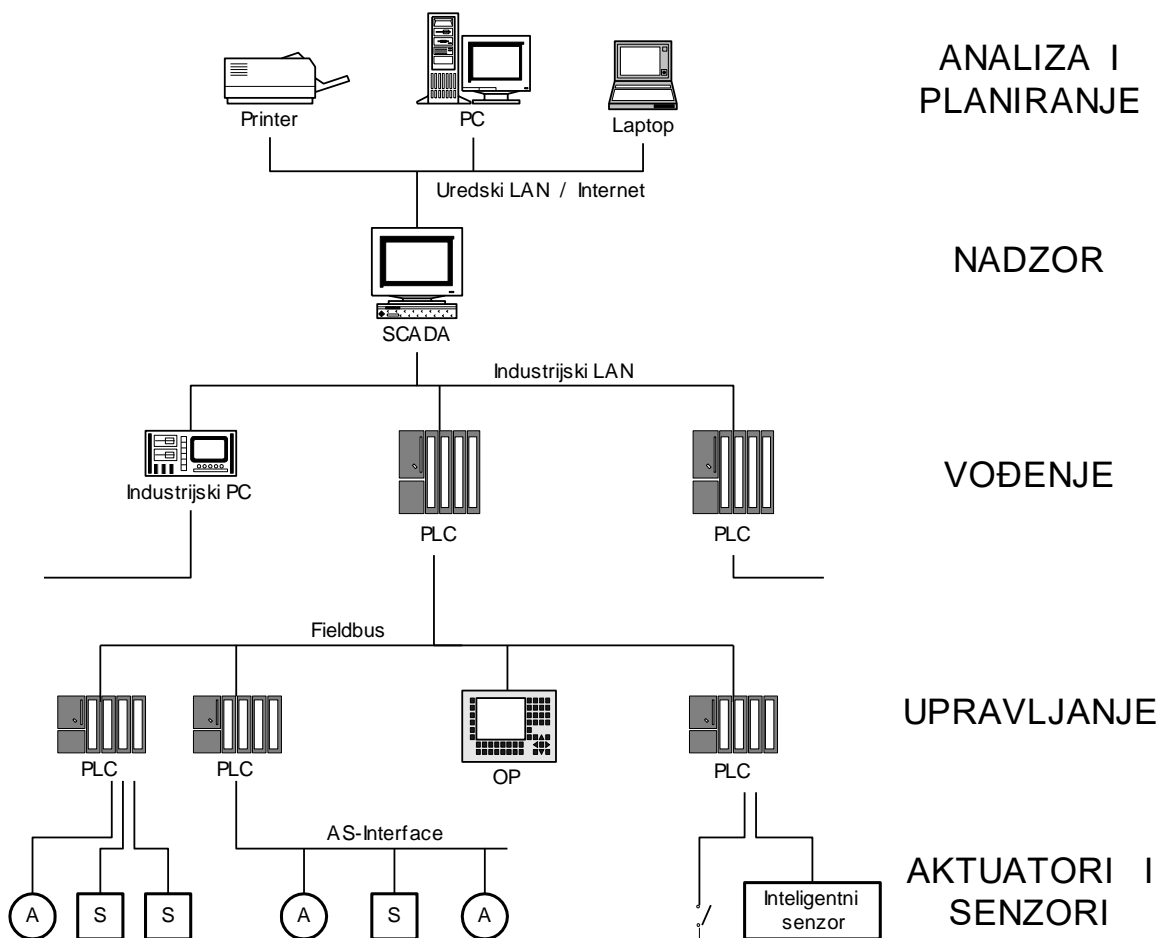 ANALIZA I
PLANIRANJE
Printer
PC
Laptop
Uredski LAN / Internet
NADZOR
SCADA
Industrijski LAN
VOĐENJE
Industrijski PC
PLC
PLC
Fieldbus
UPRAVLJANJE
PLC
PLC
OP
PLC
AS-Interface
AKTUATORI I
SENZORI
A
S
S
A
S
A
Inteligentni
senzor